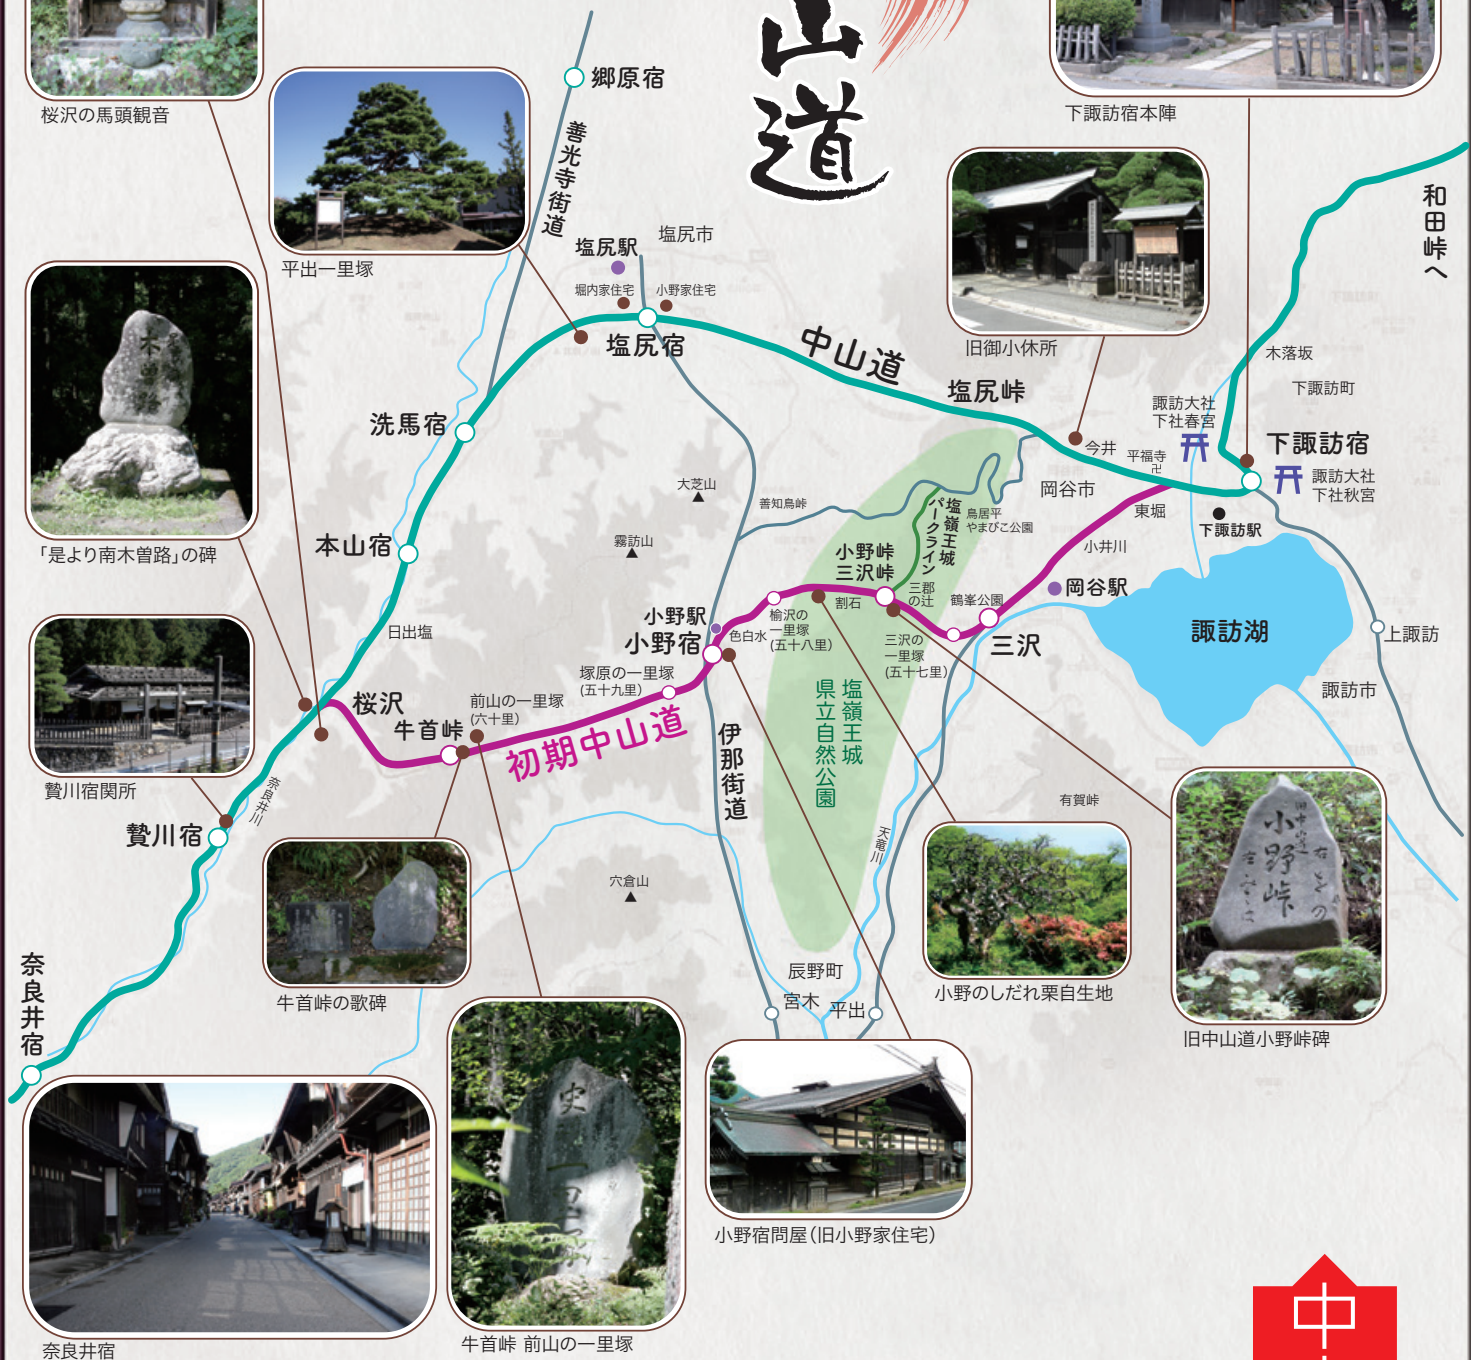 山道
桜沢の馬頭観音
下諏訪宿本陣
郷原宿
善光寺街道
和田峠へ
塩尻駅
塩尻市
平出一里塚
堀内家住宅
小野家住宅
塩尻宿
中山道
旧御小休所
木落坂
下諏訪町
塩尻峠
諏訪大社
下社春宮
洗馬宿
今井
平福寺
卍
下諏訪宿
諏訪大社
下社秋宮
木曽路
大芝山
善知鳥峠
岡谷市
東堀
下諏訪駅
塩嶺王城
パークライン
鳥居平
やまびこ公園
「是より南木曽路」の碑
本山宿
霧訪山
小野峠
三沢峠
小井川
三郡
の辻
鶴峯公園
岡谷駅
割石
日出塩
小野駅
小野宿
色白水
楡沢の
一里塚
(五十八里)
三沢の
一里塚
(五十七里)
三沢
諏訪湖
上諏訪
塚原の一里塚
(五十九里)
諏訪市
桜沢
前山の一里塚
(六十里)
牛首峠
初期中山道
伊那街道
塩嶺王城
県立自然公園
贄川宿関所
奈良井川
有賀峠
贄川宿
天竜川
小野峠
穴倉山
奈良井宿
辰野町
宮木
平出
牛首峠の歌碑
小野のしだれ栗自生地
旧中山道小野峠碑
史
一
里
小野宿問屋(旧小野家住宅)
奈良井宿
牛首峠 前山の一里塚
中